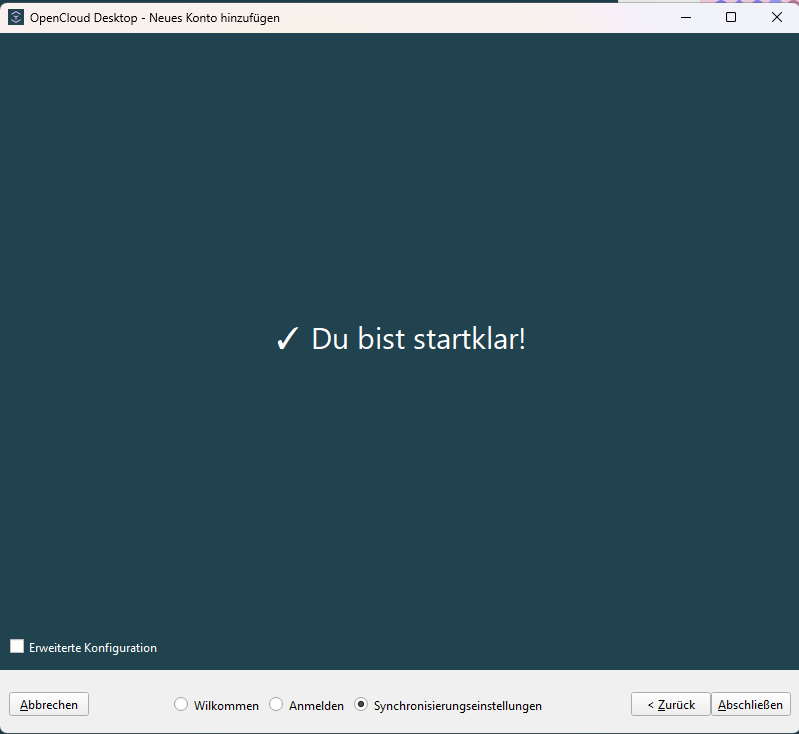 OpenCloud Desktop - Neues Konto hinzufügen
✓ Du bist startklar!
Erweiterte Konfiguration
Abbrechen Wilkommen Anmelden Synchronisierungseinstellungen < Zurück Abschließen